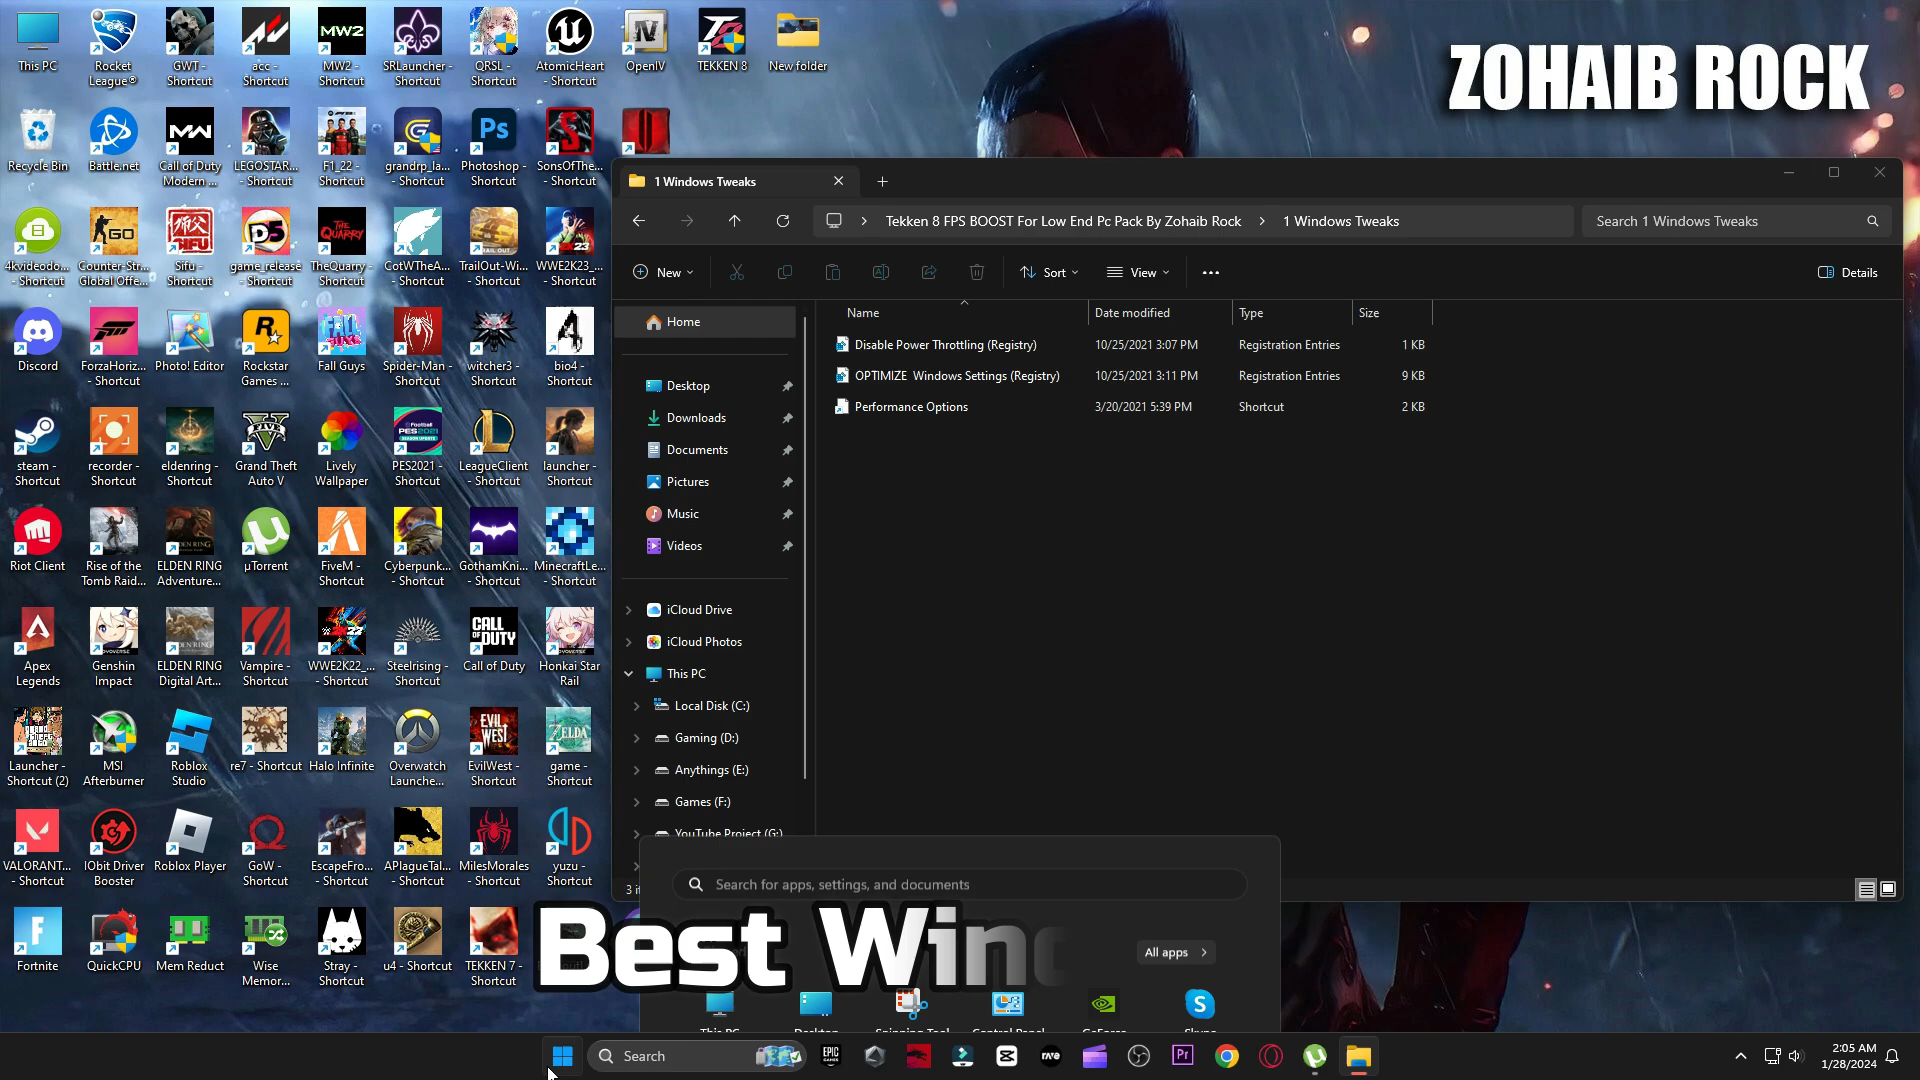 This PC
Rocket League®
GWT - Shortcut
acc - Shortcut
MW2 - Shortcut
SRLauncher - Shortcut
QRSL - Shortcut
AtomicHeart - Shortcut
OpenIV
TEKKEN 8
New folder
ZOHAIB ROCK
Recycle Bin
Battle.net
Call of Duty Modern ...
LEGOSTAR... - Shortcut
F1_22 - Shortcut
grandrp_la... - Shortcut
Photoshop - Shortcut
SonsOfThe... - Shortcut
4kvideodo... - Shortcut
Counter-Str... Global Offe...
Sifu - Shortcut
game_release - Shortcut
TheQuarry - Shortcut
CotWTheA... - Shortcut
TrailOut-Wi... - Shortcut
WWE2K23_... - Shortcut
Discord
ForzaHoriz... - Shortcut
Photo! Editor
Rockstar Games ...
Fall Guys
Spider-Man - Shortcut
witcher3 - Shortcut
bio4 - Shortcut
steam - Shortcut
recorder - Shortcut
eldenring - Shortcut
Grand Theft Auto V
Lively Wallpaper
PES2021 - Shortcut
LeagueClient - Shortcut
launcher - Shortcut
Riot Client
Rise of the Tomb Raid...
ELDEN RING Adventure...
µTorrent
FiveM - Shortcut
Cyberpunk... - Shortcut
GothamKni... - Shortcut
MinecraftLe... - Shortcut
Apex Legends
Genshin Impact
ELDEN RING Digital Art...
Vampire - Shortcut
WWE2K22_... - Shortcut
Steelrising - Shortcut
Call of Duty
Honkai Star Rail
Launcher - Shortcut (2)
MSI Afterburner
Roblox Studio
re7 - Shortcut
Halo Infinite
Overwatch Launche...
EvilWest - Shortcut
game - Shortcut
VALORANT... - Shortcut
IObit Driver Booster
Roblox Player
GoW - Shortcut
EscapeFro... - Shortcut
APlagueTal... - Shortcut
MilesMorales - Shortcut
yuzu - Shortcut
Fortnite
QuickCPU
Mem Reduct
Wise Memor...
Stray - Shortcut
u4 - Shortcut
TEKKEN 7 - Shortcut
1 Windows Tweaks
Tekken 8 FPS BOOST For Low End Pc Pack By Zohaib Rock > 1 Windows Tweaks
Search 1 Windows Tweaks
New
Sort
View
Details
Name
Date modified
Type
Size
Disable Power Throttling (Registry) 10/25/2021 3:07 PM Registration Entries 1 KB
OPTIMIZE Windows Settings (Registry) 10/25/2021 3:11 PM Registration Entries 9 KB
Performance Options 3/20/2021 5:39 PM Shortcut 2 KB
Home
Desktop
Downloads
Documents
Pictures
Music
Videos
iCloud Drive
iCloud Photos
This PC
Local Disk (C:)
Gaming (D:)
Anythings (E:)
Games (F:)
YouTube Project (G:)
Search for apps, settings, and documents
Best Win
All apps
This PC
Desktop
Snipping Tool
Control Panel
GeForce
Skype
Search
2:05 AM
1/28/2024